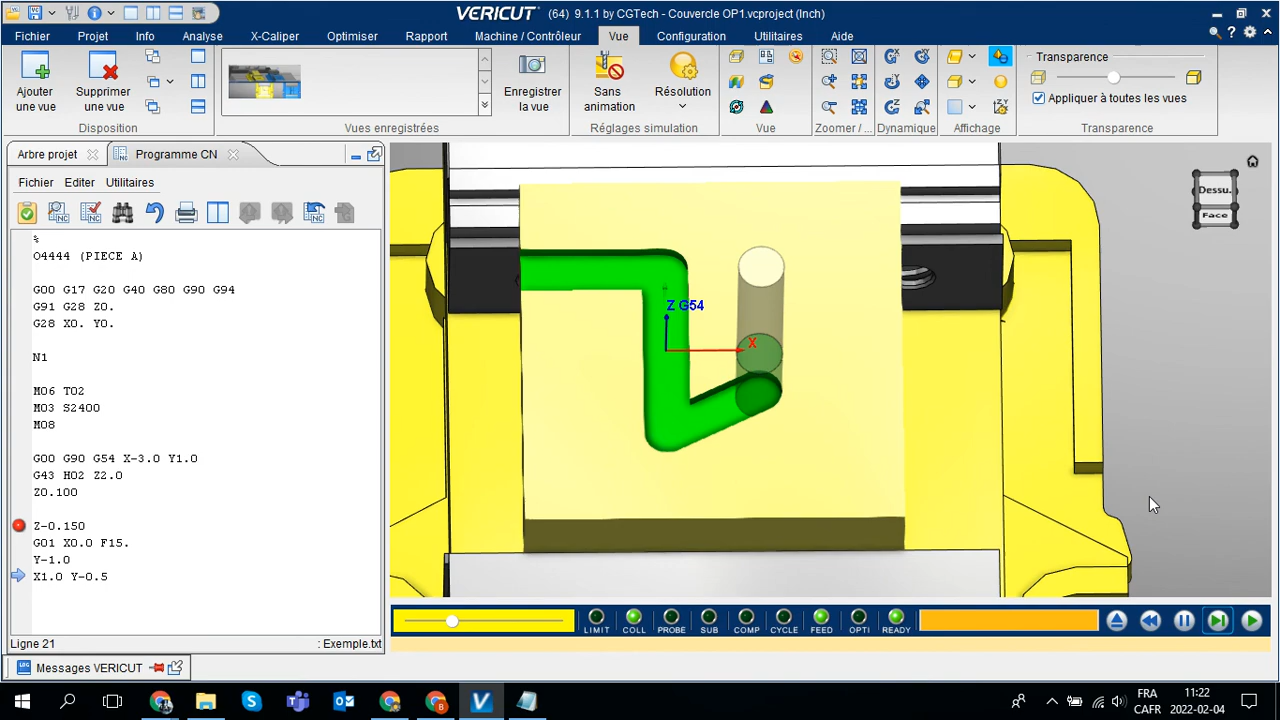 VERICUT (64) 9.1.1 by CGTech - Couvercle OP1.vcproject (Inch)
Fichier Projet Info Analyse X-Caliper Optimiser Rapport Machine / Contrôleur Vue Configuration Utilitaires Aide
Ajouter une vue
Supprimer une vue
Disposition
Vues enregistrées
Enregistrer la vue
Sans animation
Résolution
Réglages simulation
Vue
Zoomer / ...
Dynamique
Affichage
Transparence
Appliquer à toutes les vues
Transparence
Arbre projet
Programme CN
Fichier Editer Utilitaires
%
O4444 (PIECE A)
G00 G17 G20 G40 G80 G90 G94
G91 G28 Z0.
G28 X0. Y0.
N1
M06 T02
M03 S2400
M08
G00 G90 G54 X-3.0 Y1.0
G43 H02 Z2.0
Z0.100
Z-0.150
G01 X0.0 F15.
Y-1.0
X1.0 Y-0.5
Ligne 21
: Exemple.txt
Z G54
X
Dessu.
Face
LIMIT COLL PROBE SUB COMP CYCLE FEED OPTI READY
LOG Messages VERICUT
FRA
CAFR
11:22
2022-02-04